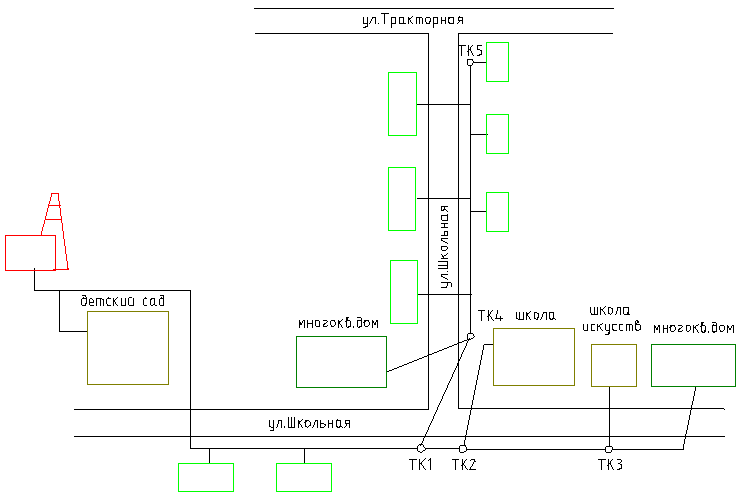 ул.Тракторная
ТК5
ул.Школьная
детский сад
многокв.дом
ТК4
школа
школа
искусств
многокв.дом
ул.Школьная
ТК1
ТК2
ТК3